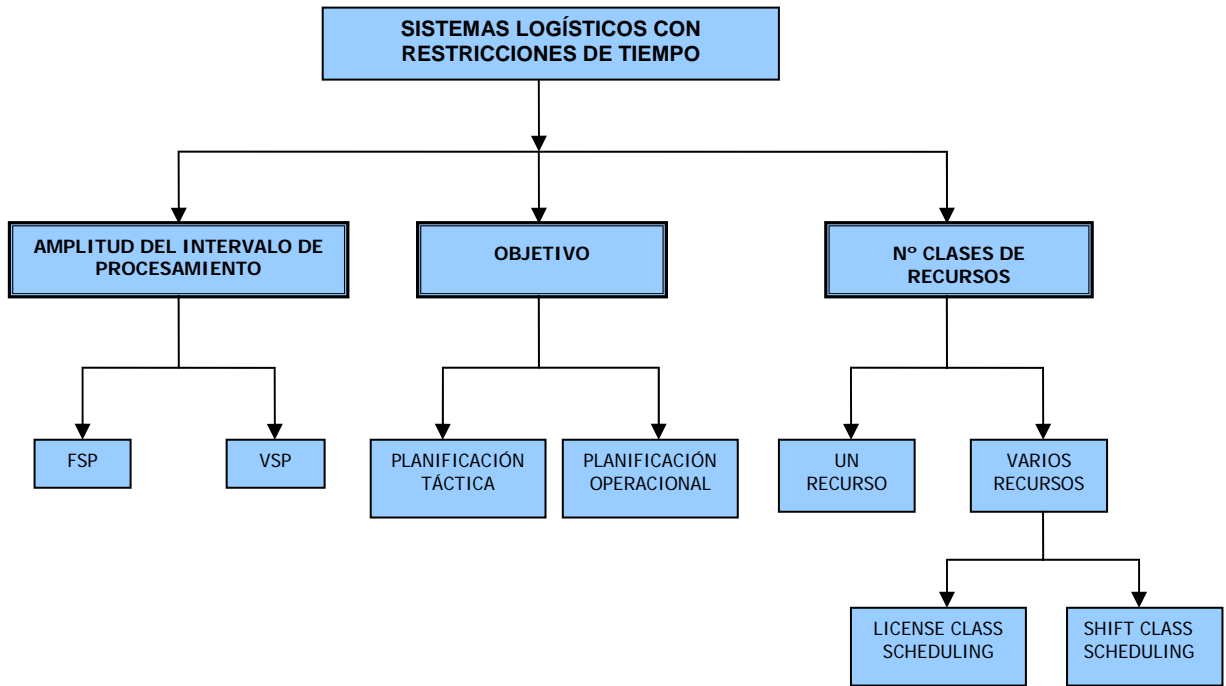 SISTEMAS LOGÍSTICOS CON
RESTRICCIONES DE TIEMPO
AMPLITUD DEL INTERVALO DE
PROCESAMIENTO
OBJETIVO
Nº CLASES DE
RECURSOS
FSP
VSP
PLANIFICACIÓN
TÁCTICA
PLANIFICACIÓN
OPERACIONAL
UN
RECURSO
VARIOS
RECURSOS
LICENSE CLASS
SCHEDULING
SHIFT CLASS
SCHEDULING